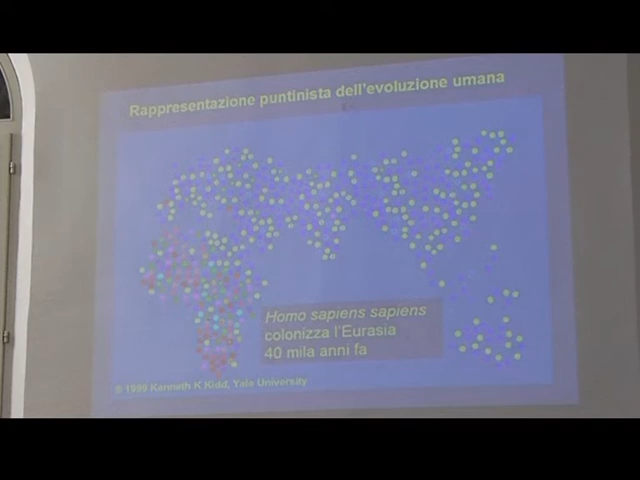 Rappresentazione puntinista dell'evoluzione umana
Homo sapiens sapiens
colonizza l'Eurasia
40 mila anni fa
© 1999 Kenneth K Kidd, Yale University